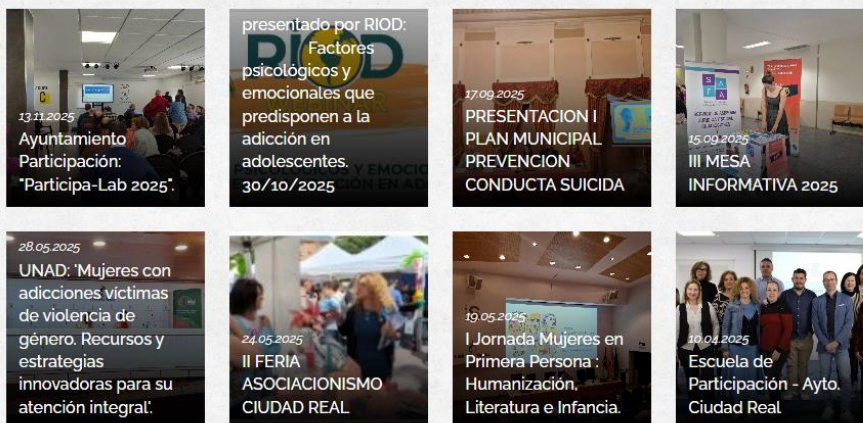 13.11.2025
Ayuntamiento
Participación:
"Participa-Lab 2025".
presentado por RIOD:
Factores
psicológicos y
emocionales que
predisponen a la
adicción en
adolescentes.
30/10/2025
RIOD
WEBINAR
17.09.2025
PRESENTACION I
PLAN MUNICIPAL
PREVENCION
CONDUCTA SUICIDA
15.09.2025
III MESA
INFORMATIVA 2025
28.05.2025
UNAD: 'Mujeres con
adicciones víctimas
de violencia de
género. Recursos y
estrategias
innovadoras para su
atención integral'.
24.05.2025
II FERIA
ASOCIACIONISMO
CIUDAD REAL
19.05.2025
I Jornada Mujeres en
Primera Persona :
Humanización,
Literatura e Infancia.
10.04.2025
Escuela de
Participación - Ayto.
Ciudad Real